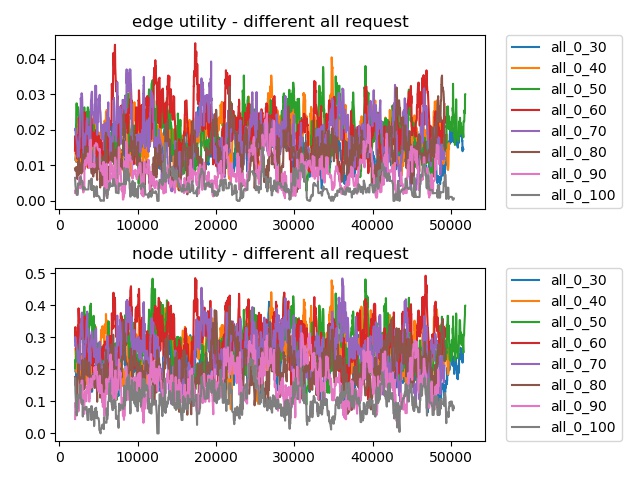 edge utility - different all request
0.04
0.03
0.02
0.01
0.00
0 10000 20000 30000 40000 50000
all_0_30
all_0_40
all_0_50
all_0_60
all_0_70
all_0_80
all_0_90
all_0_100
node utility - different all request
0.5
0.4
0.3
0.2
0.1
0.0
0 10000 20000 30000 40000 50000
all_0_30
all_0_40
all_0_50
all_0_60
all_0_70
all_0_80
all_0_90
all_0_100